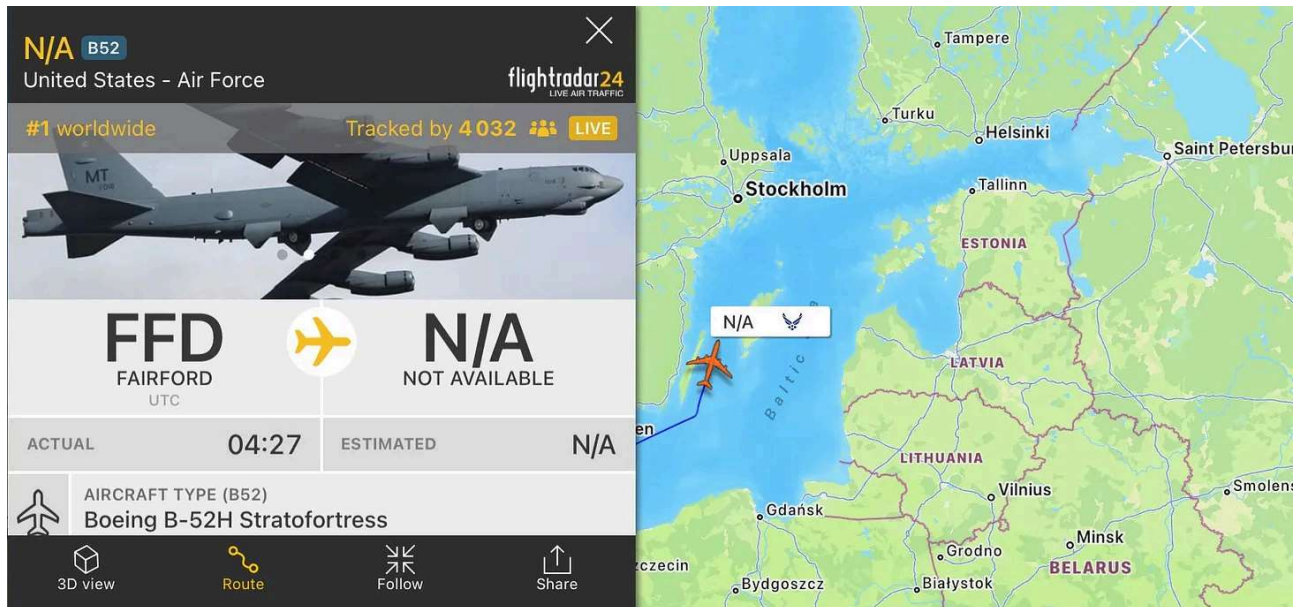 N/A B52
United States - Air Force
flightradar24
LIVE AIR TRAFFIC
#1 worldwide
Tracked by 4 032
LIVE
MT
FFD
FAIRFORD
UTC
N/A
NOT AVAILABLE
ACTUAL 04:27
ESTIMATED N/A
AIRCRAFT TYPE (B52)
Boeing B-52H Stratofortress
3D view
Route
Follow
Share
Tampere
Turku
Helsinki
Saint Petersbur
Uppsala
Stockholm
Tallinn
ESTONIA
N/A
Baltic
LATVIA
en
LITHUANIA
Vilnius
Smolens
Gdańsk
Minsk
Grodno
BELARUS
zczecin
Bydgoszcz
Białystok